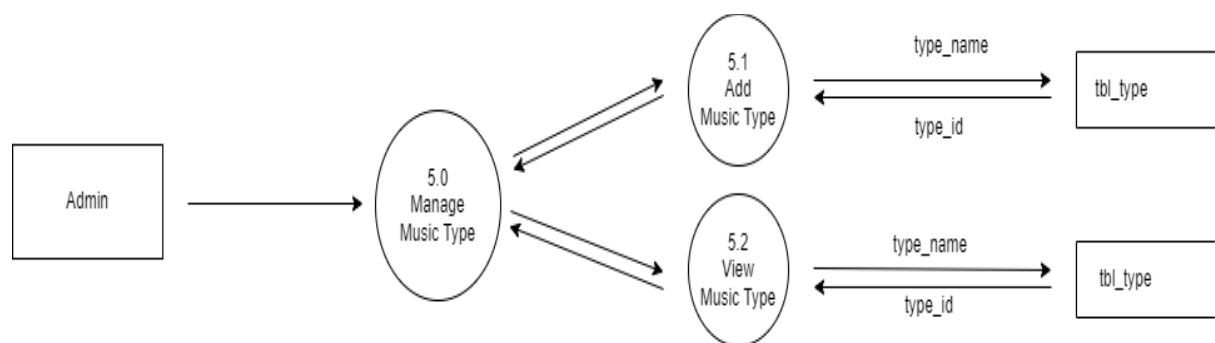 Admin
5.0
Manage
Music Type
5.1
Add
Music Type
type_name
type_id
tbl_type
5.2
View
Music Type
type_name
type_id
tbl_type